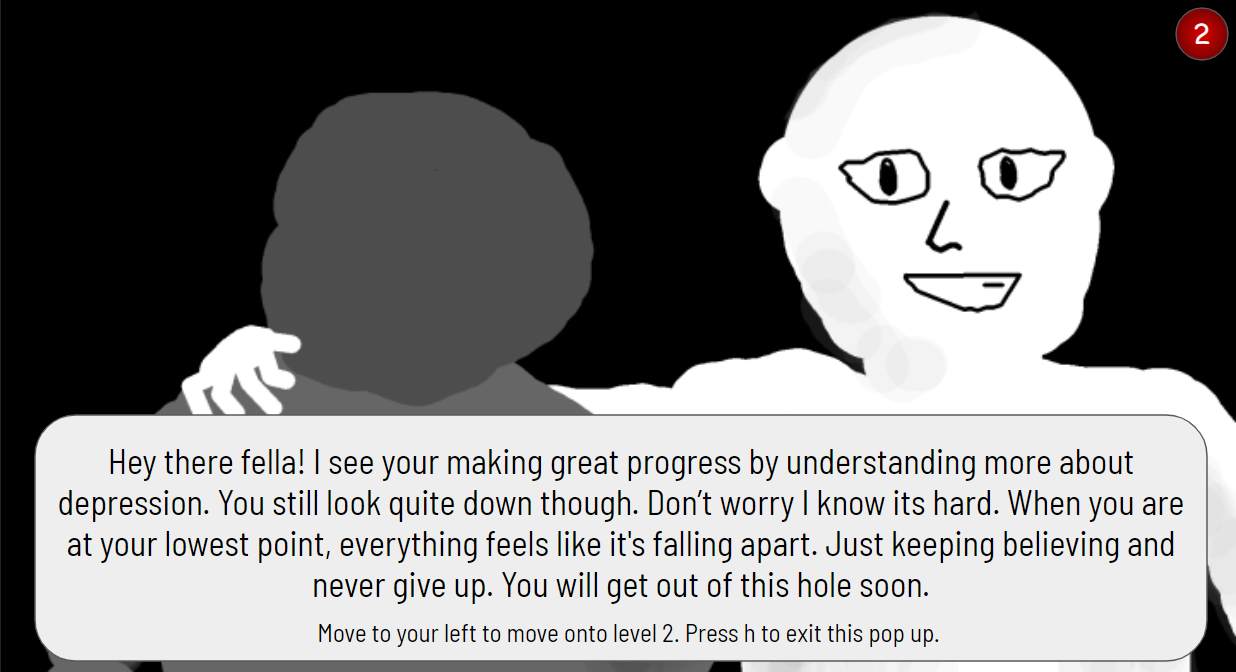 2
Hey there fella! I see your making great progress by understanding more about
depression. You still look quite down though. Don’t worry I know its hard. When you are
at your lowest point, everything feels like it's falling apart. Just keeping believing and
never give up. You will get out of this hole soon.
Move to your left to move onto level 2. Press h to exit this pop up.